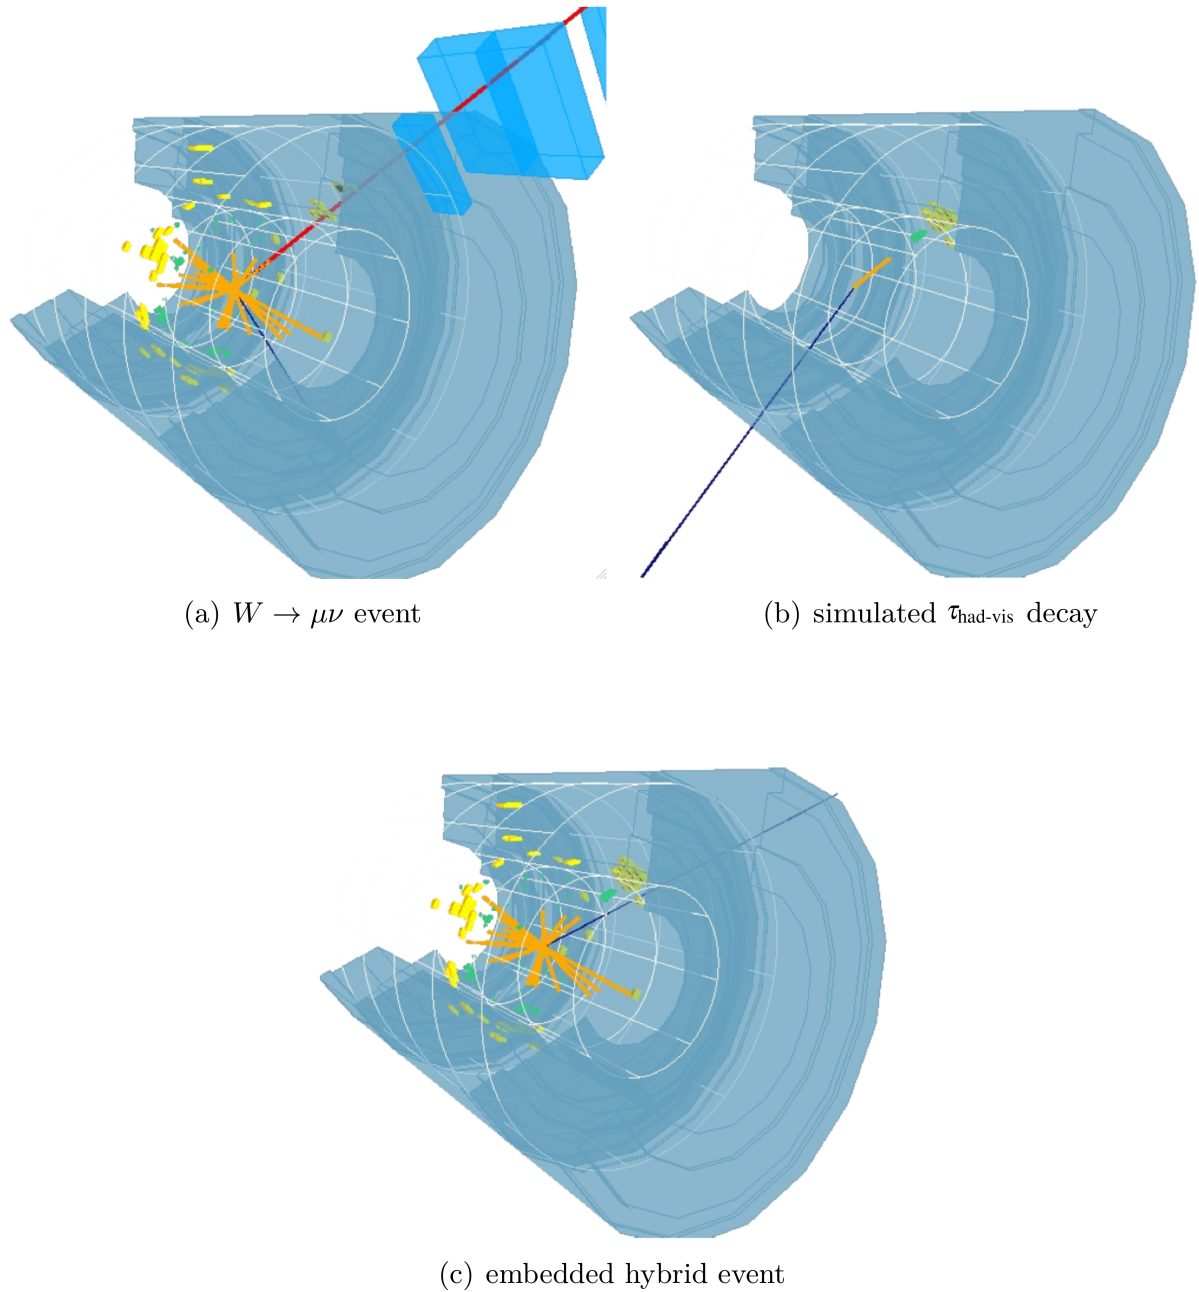 (a) W → μν event
(b) simulated τhad-vis decay
(c) embedded hybrid event